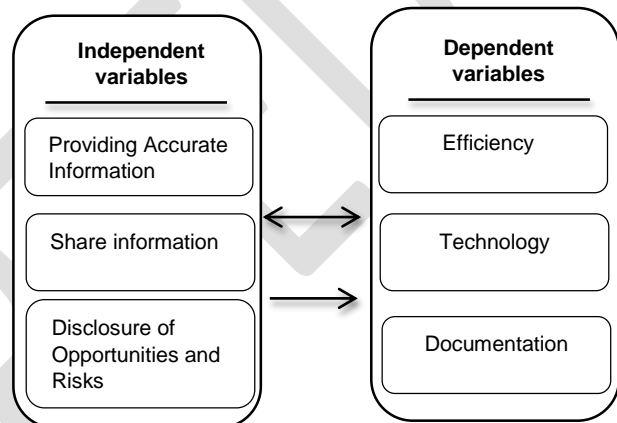 Independent
variables
Providing Accurate
Information
Share information
Disclosure of
Opportunities and
Risks
Dependent
variables
Efficiency
Technology
Documentation